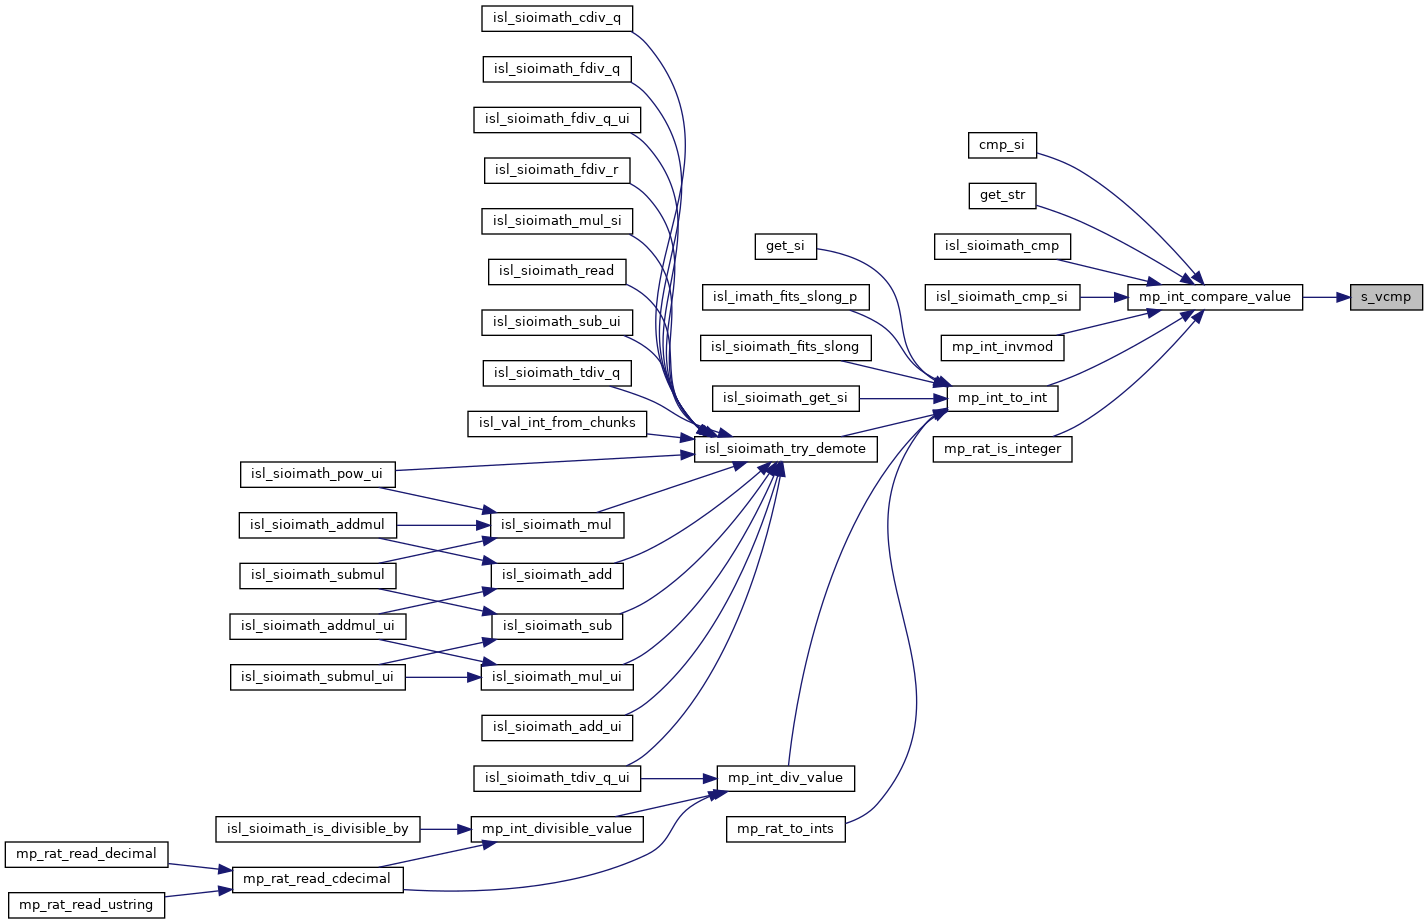 isl_sioimath_cdiv_q
isl_sioimath_fdiv_q
isl_sioimath_fdiv_q_ui
isl_sioimath_fdiv_r
isl_sioimath_mul_si
isl_sioimath_read
isl_sioimath_sub_ui
isl_sioimath_tdiv_q
isl_val_int_from_chunks
isl_sioimath_pow_ui
isl_sioimath_addmul
isl_sioimath_submul
isl_sioimath_addmul_ui
isl_sioimath_submul_ui
isl_sioimath_mul
isl_sioimath_add
isl_sioimath_sub
isl_sioimath_mul_ui
isl_sioimath_add_ui
isl_sioimath_tdiv_q_ui
isl_sioimath_is_divisible_by
mp_int_divisible_value
mp_rat_read_decimal
mp_rat_read_cdecimal
mp_rat_read_ustring
get_si
isl_imath_fits_slong_p
isl_sioimath_fits_slong
isl_sioimath_get_si
isl_sioimath_try_demote
mp_int_div_value
mp_rat_to_ints
cmp_si
get_str
isl_sioimath_cmp
isl_sioimath_cmp_si
mp_int_invmod
mp_int_to_int
mp_rat_is_integer
mp_int_compare_value
s_vcmp